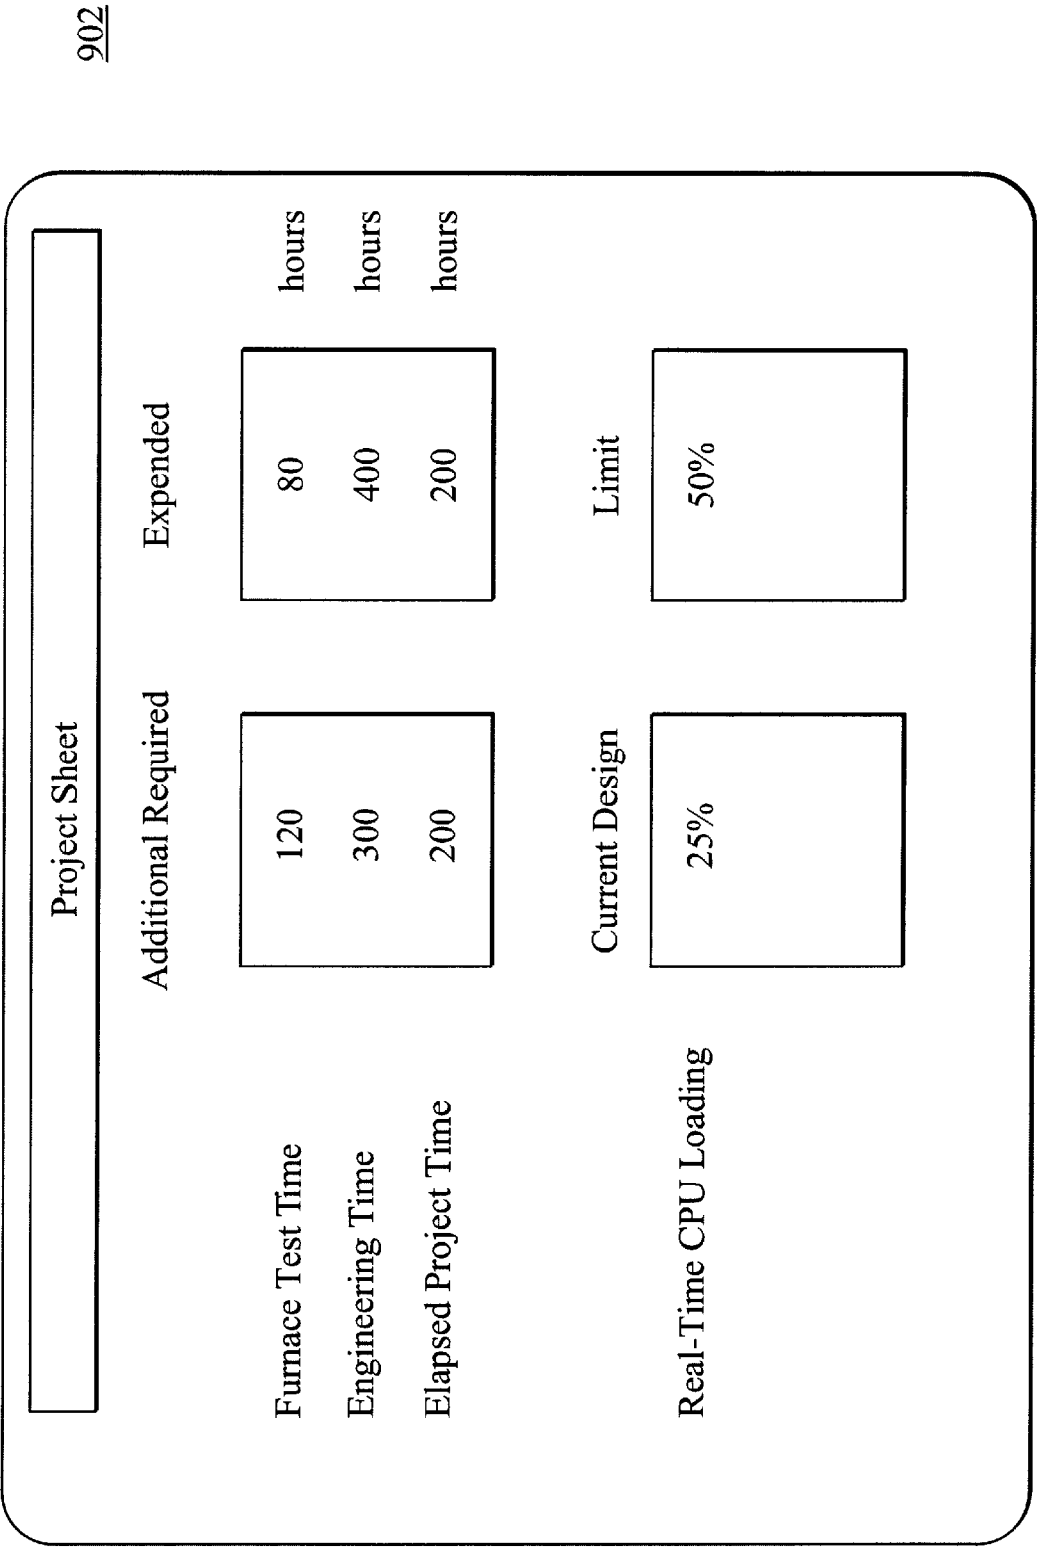 902
Project Sheet
Additional Required Expended
Furnace Test Time 120 80 hours
Engineering Time 300 400 hours
Elapsed Project Time 200 200 hours
Current Design Limit
Real-Time CPU Loading 25% 50%